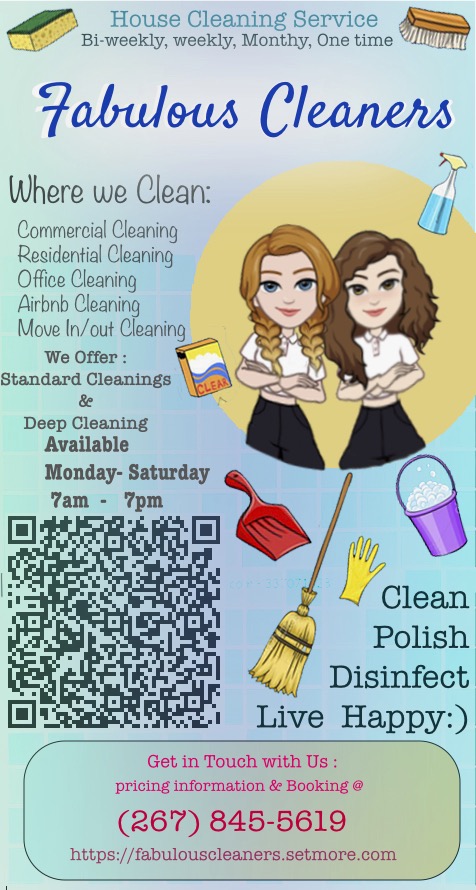 House Cleaning Service
Bi-weekly, weekly, Monthy, One time
Fabulous Cleaners
Where we Clean:
Commercial Cleaning
Residential Cleaning
Office Cleaning
Airbnb Cleaning
Move In/out Cleaning
We Offer :
Standard Cleanings
&
Deep Cleaning
Available
Monday- Saturday
7am - 7pm
CLEAR
Clean
Polish
Disinfect
Live Happy:)
Get in Touch with Us :
pricing information & Booking @
(267) 845-5619
https://fabulouscleaners.setmore.com